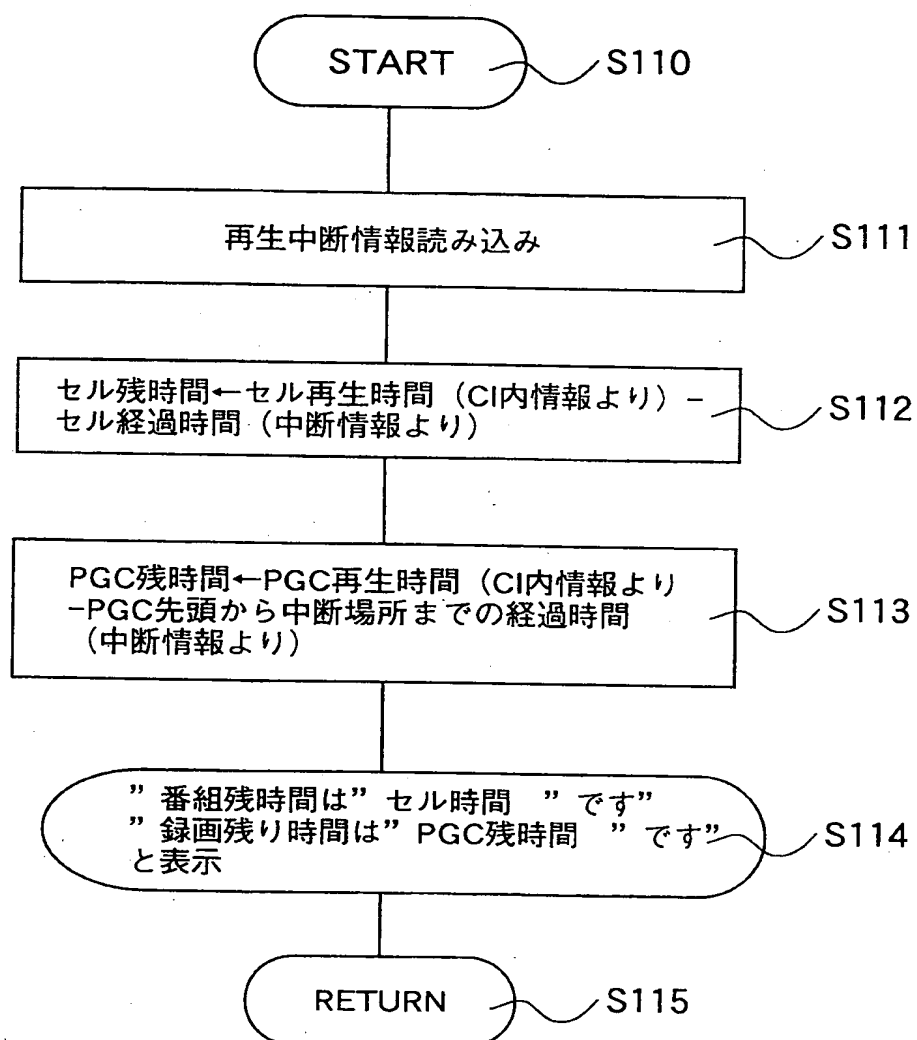 START
S110
再生中断情報読み込み
S111
セル残時間←セル再生時間（CI内情報より）−
セル経過時間（中断情報より）
S112
PGC残時間←PGC再生時間（CI内情報より
−PGC先頭から中断場所までの経過時間
（中断情報より）
S113
” 番組残時間は” セル時間　” です”
” 録画残り時間は” PGC残時間　” です”
と表示
S114
RETURN
S115